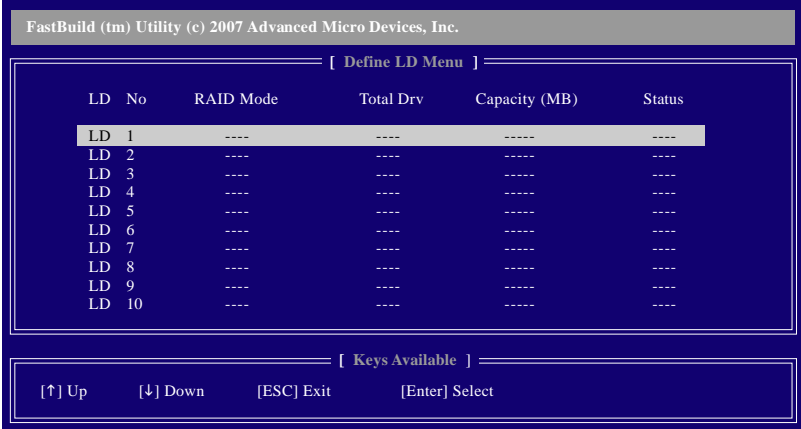 FastBuild (tm) Utility (c) 2007 Advanced Micro Devices, Inc.
[ Define LD Menu ]
LD No RAID Mode Total Drv Capacity (MB) Status
LD 1 ---- ---- ----- ----
LD 2 ---- ---- ----- ----
LD 3 ---- ---- ----- ----
LD 4 ---- ---- ----- ----
LD 5 ---- ---- ----- ----
LD 6 ---- ---- ----- ----
LD 7 ---- ---- ----- ----
LD 8 ---- ---- ----- ----
LD 9 ---- ---- ----- ----
LD 10 ---- ---- ----- ----
[ Keys Available ]
[↑] Up [↓] Down [ESC] Exit [Enter] Select